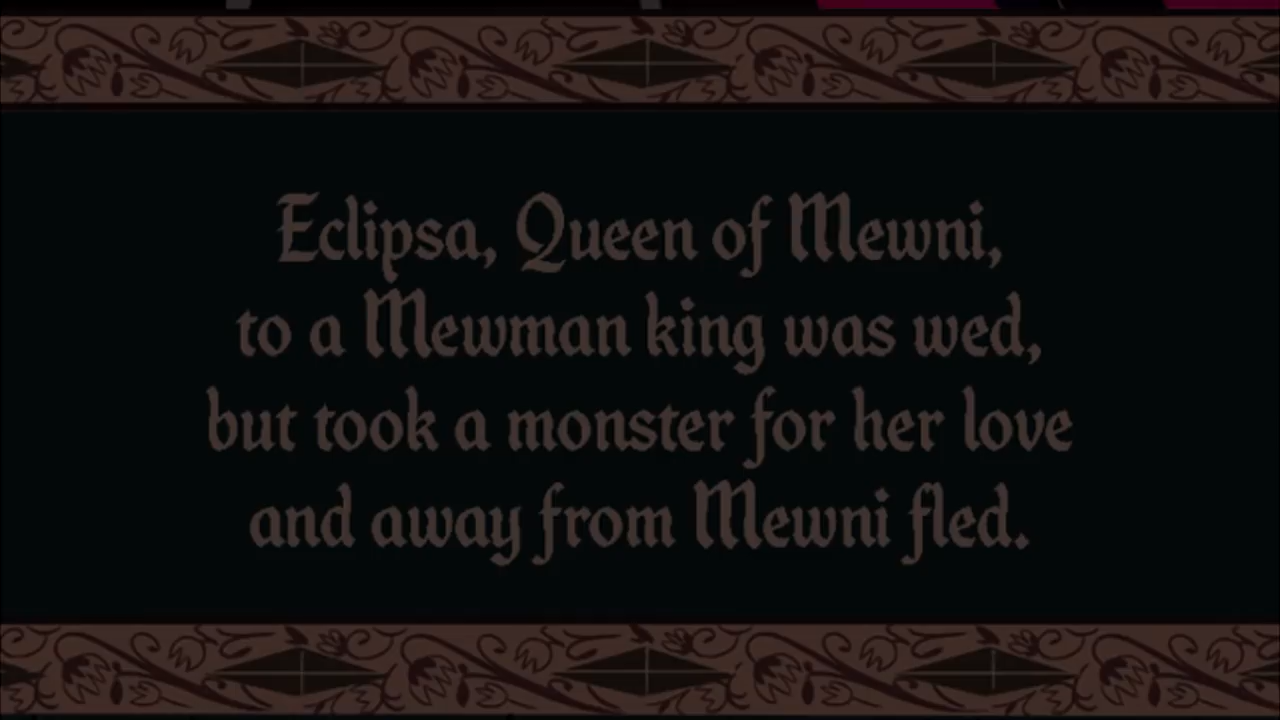 Eclipsa, Queen of Mewni,
to a Mewman king was wed,
but took a monster for her love
and away from Mewni fled.